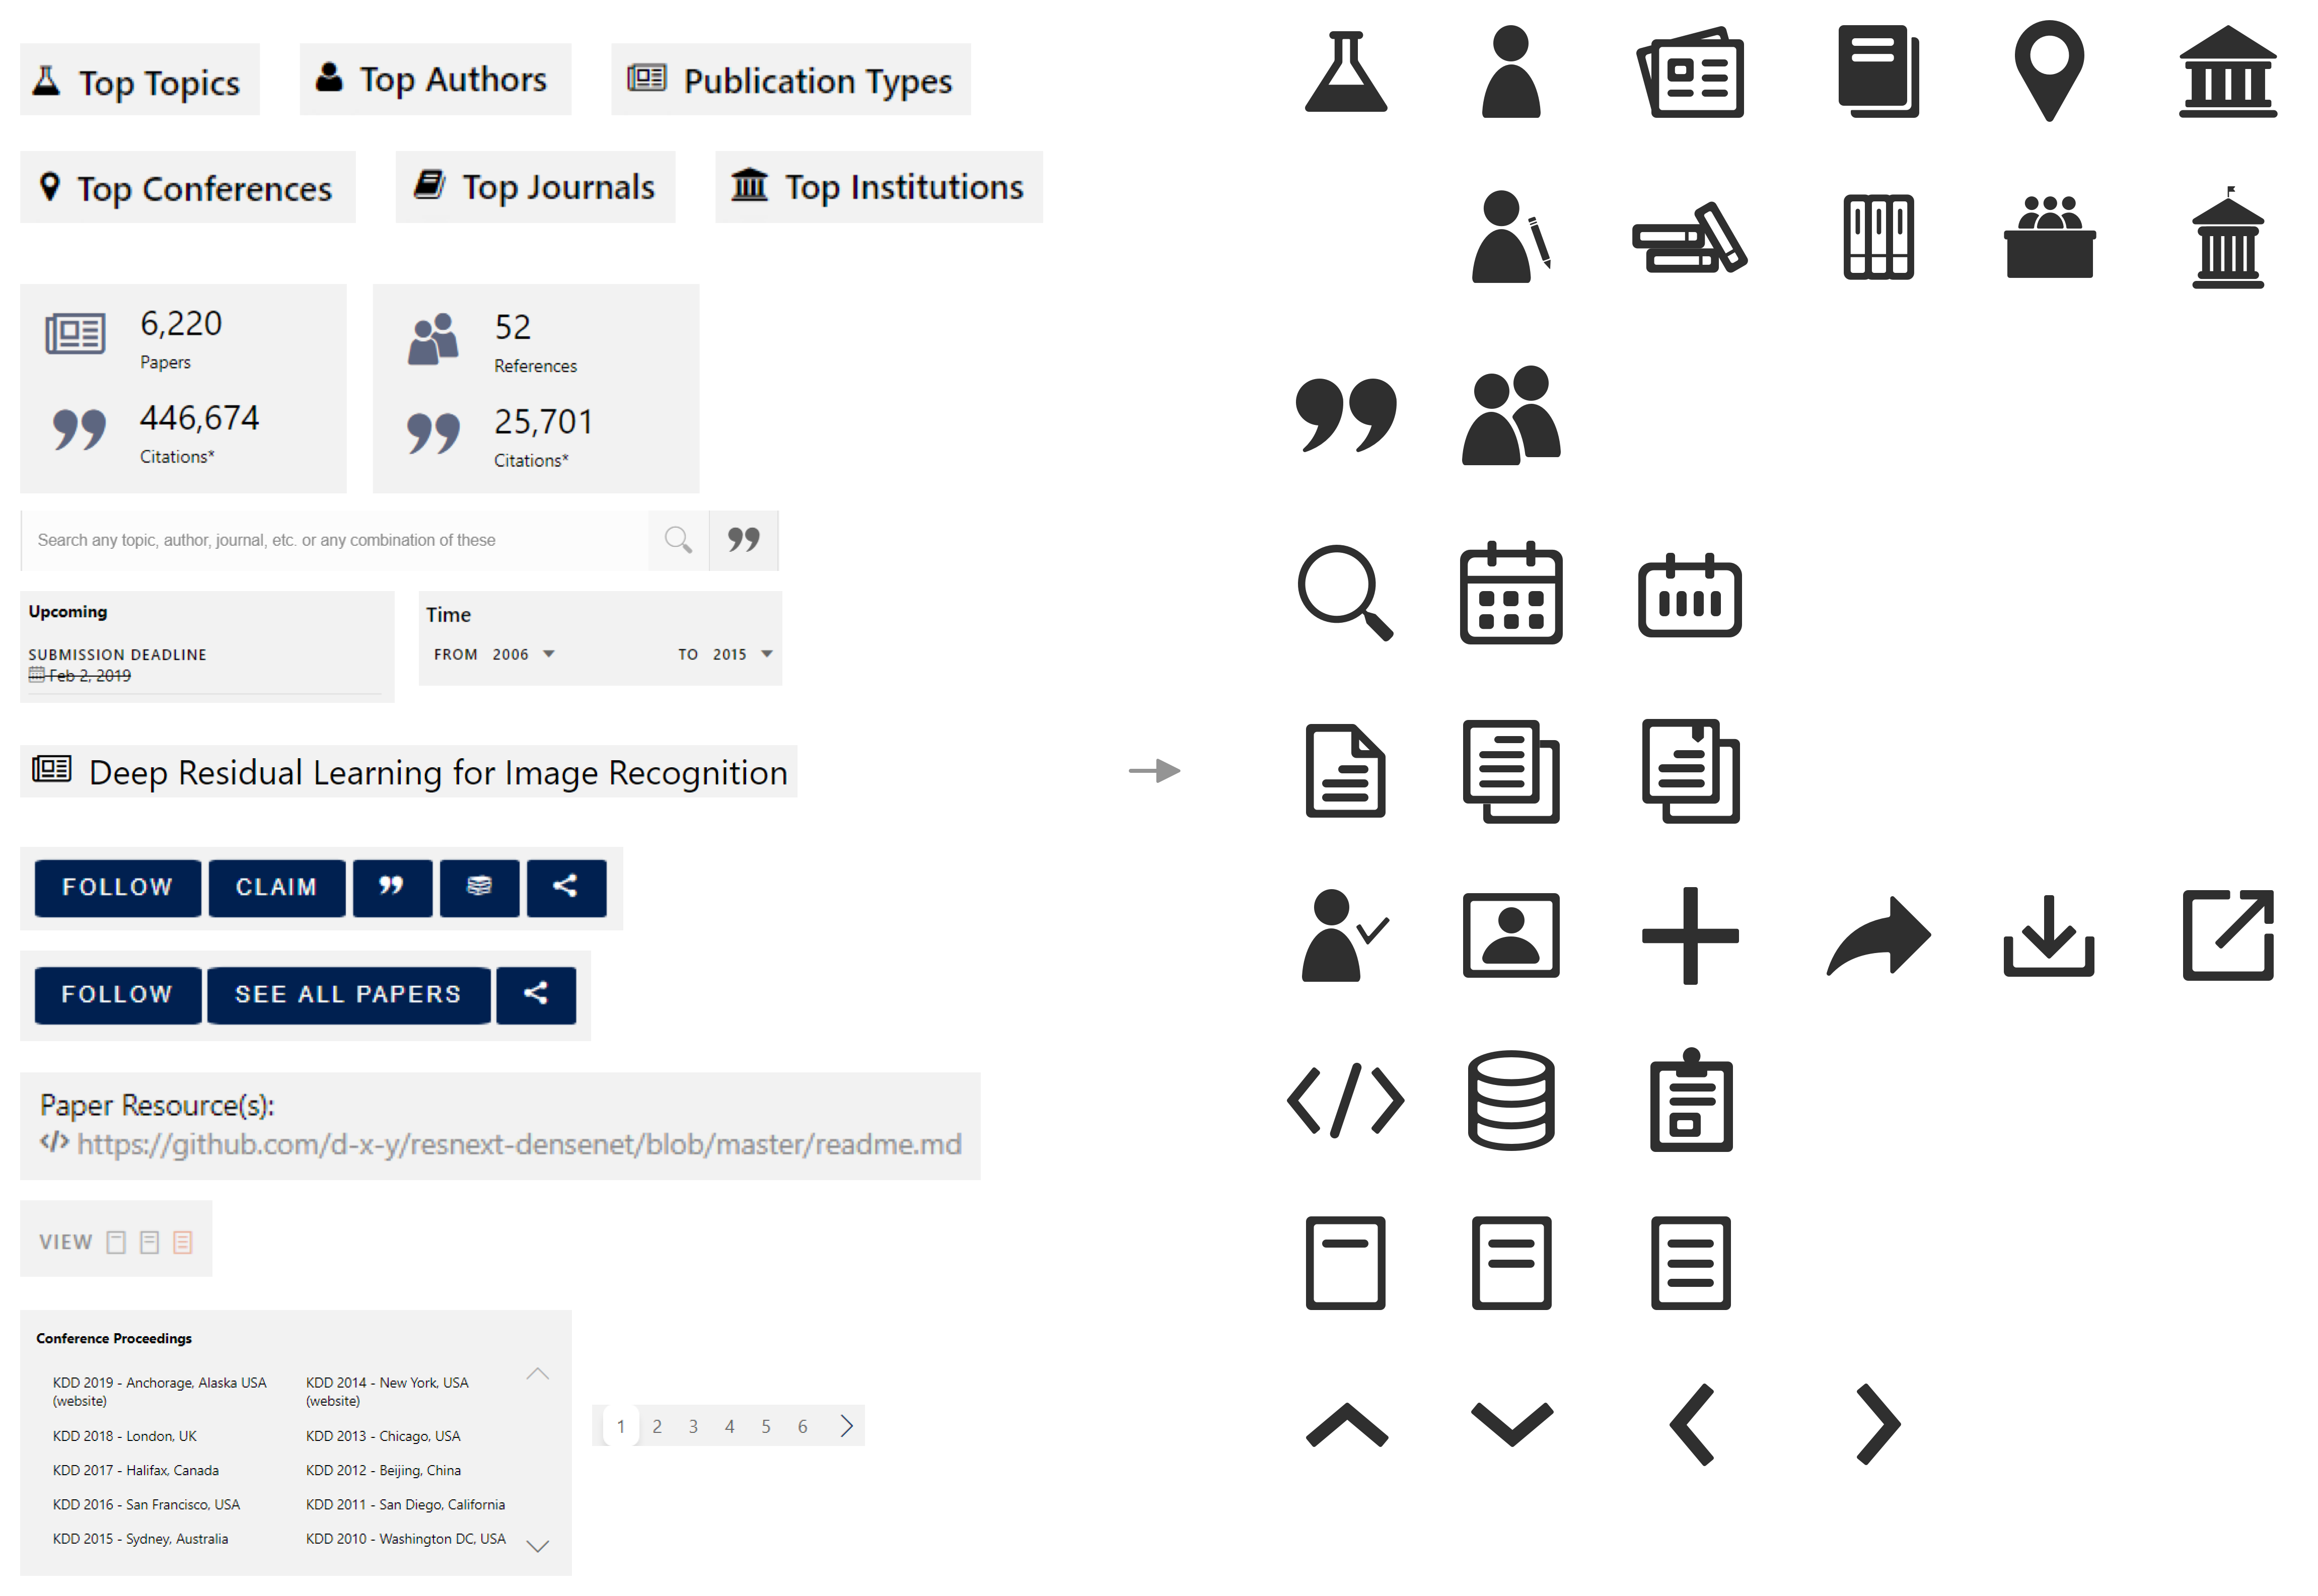 Top Topics
Top Authors
Publication Types
Top Conferences
Top Journals
Top Institutions
6,220
Papers
446,674
Citations*
52
References
25,701
Citations*
Search any topic, author, journal, etc. or any combination of these
Upcoming
SUBMISSION DEADLINE
Feb 2, 2019
Time
FROM 2006
TO 2015
Deep Residual Learning for Image Recognition
FOLLOW
CLAIM
FOLLOW
SEE ALL PAPERS
Paper Resource(s):
</> https://github.com/d-x-y/resnext-densenet/blob/master/readme.md
VIEW
Conference Proceedings
KDD 2019 - Anchorage, Alaska USA
(website)
KDD 2018 - London, UK
KDD 2017 - Halifax, Canada
KDD 2016 - San Francisco, USA
KDD 2015 - Sydney, Australia
KDD 2014 - New York, USA
(website)
KDD 2013 - Chicago, USA
KDD 2012 - Beijing, China
KDD 2011 - San Diego, California
KDD 2010 - Washington DC, USA
1 2 3 4 5 6